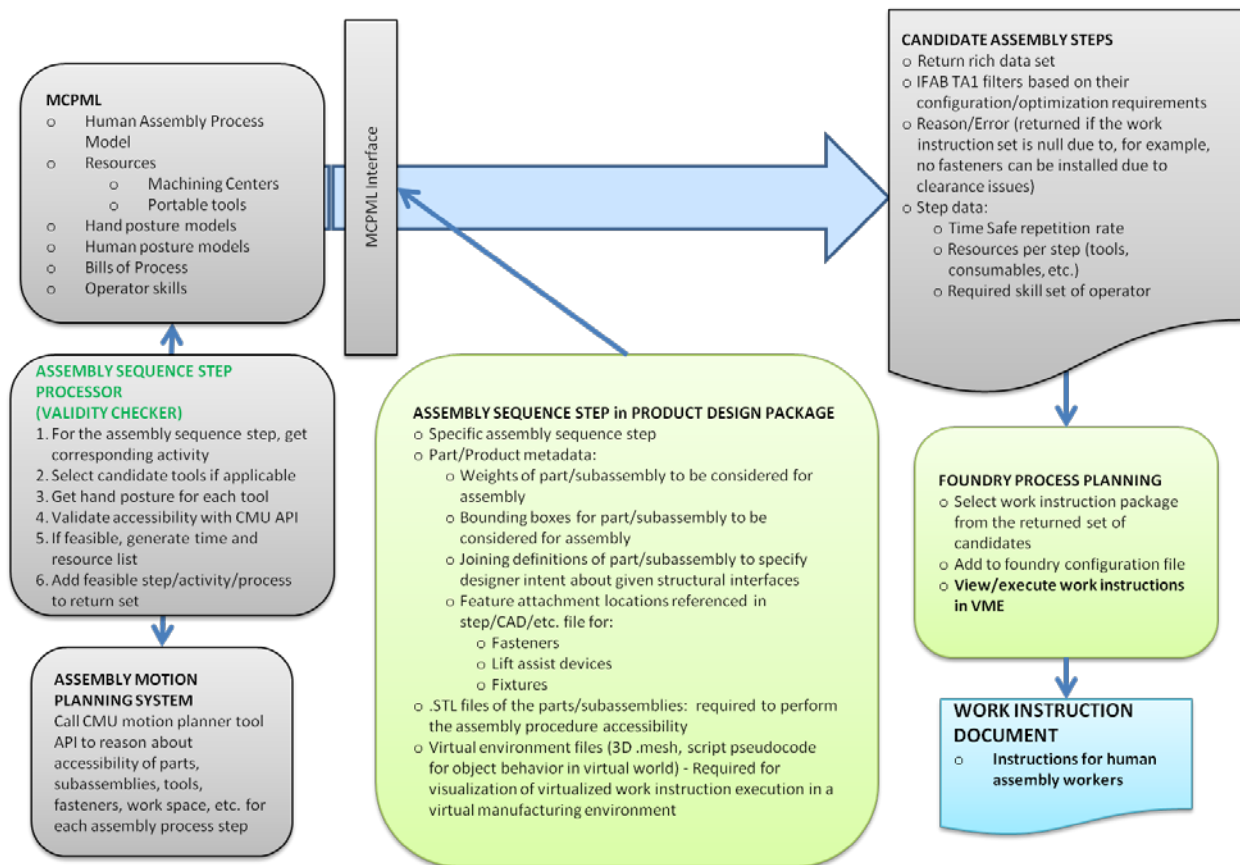 MCPML
o Human Assembly Process
Model
o Resources
o Machining Centers
o Portable tools
o Hand posture models
o Human posture models
o Bills of Process
o Operator skills
MCPML Interface
CANDIDATE ASSEMBLY STEPS
o Return rich data set
o IFAB TA1 filters based on their
configuration/optimization requirements
o Reason/Error (returned if the work
instruction set is null due to, for example,
no fasteners can be installed due to
clearance issues)
o Step data:
o Time Safe repetition rate
o Resources per step (tools,
consumables, etc.)
o Required skill set of operator
ASSEMBLY SEQUENCE STEP
PROCESSOR
(VALIDITY CHECKER)
1. For the assembly sequence step, get
corresponding activity
2. Select candidate tools if applicable
3. Get hand posture for each tool
4. Validate accessibility with CMU API
5. If feasible, generate time and
resource list
6. Add feasible step/activity/process
to return set
ASSEMBLY MOTION
PLANNING SYSTEM
Call CMU motion planner tool
API to reason about
accessibility of parts,
subassemblies, tools,
fasteners, work space, etc. for
each assembly process step
ASSEMBLY SEQUENCE STEP in PRODUCT DESIGN PACKAGE
o Specific assembly sequence step
o Part/Product metadata:
o Weights of part/subassembly to be considered for
assembly
o Bounding boxes for part/subassembly to be
considered for assembly
o Joining definitions of part/subassembly to specify
designer intent about given structural interfaces
o Feature attachment locations referenced in
step/CAD/etc. file for:
o Fasteners
o Lift assist devices
o Fixtures
o .STL files of the parts/subassemblies: required to perform
the assembly procedure accessibility
o Virtual environment files (3D .mesh, script pseudocode
for object behavior in virtual world) - Required for
visualization of virtualized work instruction execution in a
virtual manufacturing environment
FOUNDRY PROCESS PLANNING
o Select work instruction package
from the returned set of
candidates
o Add to foundry configuration file
o View/execute work instructions
in VME
WORK INSTRUCTION
DOCUMENT
o Instructions for human
assembly workers